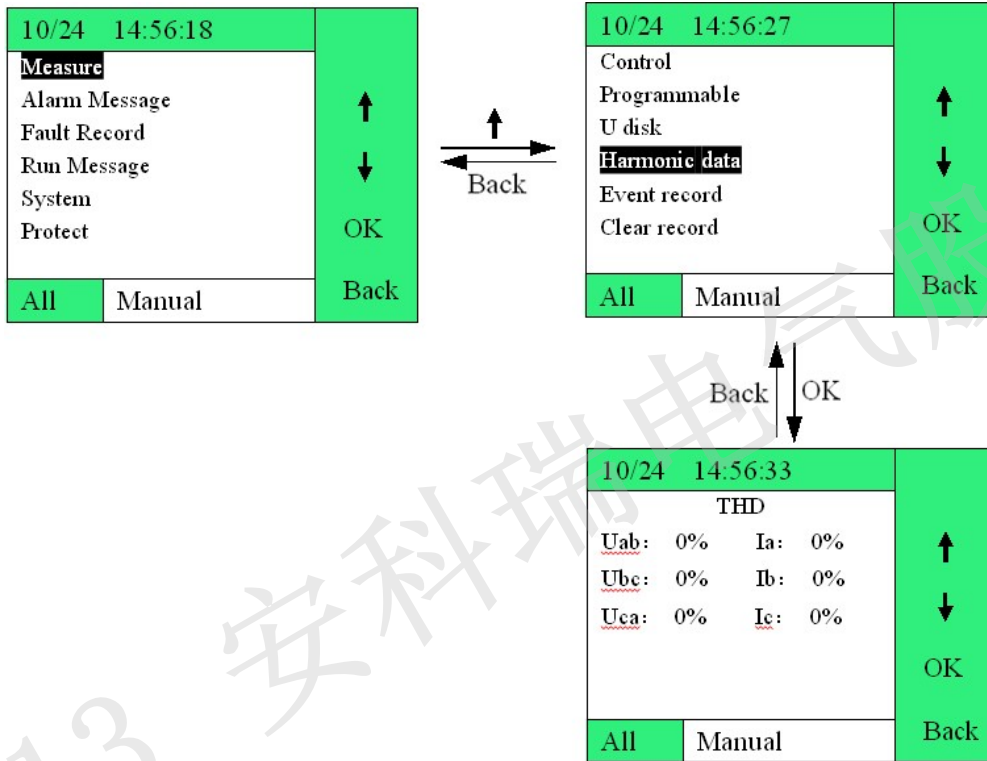 10/24 14:56:18
Measure
Alarm Message
Fault Record
Run Message
System
Protect
All Manual
↑
↓
OK
Back
↑
Back
10/24 14:56:27
Control
Programmable
U disk
Harmonic data
Event record
Clear record
All Manual
↑
↓
OK
Back
Back OK
10/24 14:56:33
THD
Uab: 0% Ia: 0%
Ubc: 0% Ib: 0%
Uca: 0% Ic: 0%
All Manual
↑
↓
OK
Back
13 安科瑞电气股